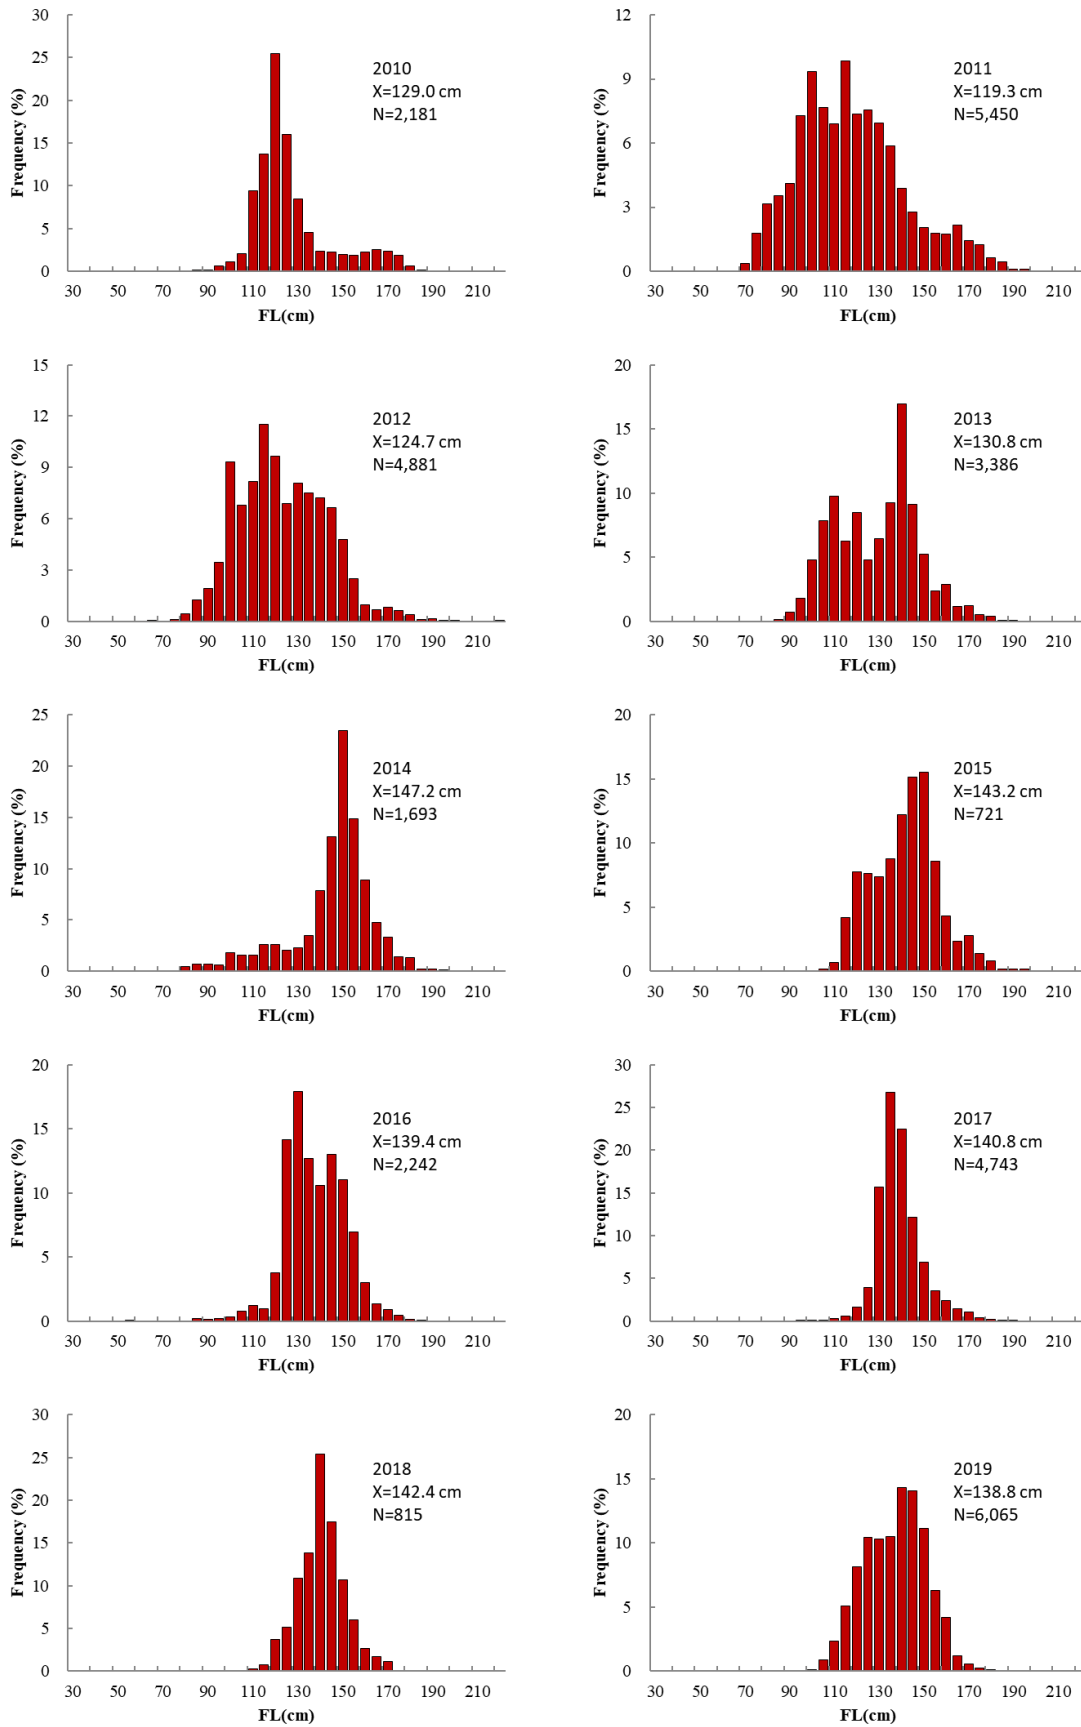 30
25
20
15
10
5
0
Frequency (%)
2010
X=129.0 cm
N=2,181
30 50 70 90 110 130 150 170 190 210
FL(cm)
12
9
6
3
0
Frequency (%)
2011
X=119.3 cm
N=5,450
30 50 70 90 110 130 150 170 190 210
FL(cm)
15
12
9
6
3
0
Frequency (%)
2012
X=124.7 cm
N=4,881
30 50 70 90 110 130 150 170 190 210
FL(cm)
20
15
10
5
0
Frequency (%)
2013
X=130.8 cm
N=3,386
30 50 70 90 110 130 150 170 190 210
FL(cm)
25
20
15
10
5
0
Frequency (%)
2014
X=147.2 cm
N=1,693
30 50 70 90 110 130 150 170 190 210
FL(cm)
20
15
10
5
0
Frequency (%)
2015
X=143.2 cm
N=721
30 50 70 90 110 130 150 170 190 210
FL(cm)
20
15
10
5
0
Frequency (%)
2016
X=139.4 cm
N=2,242
30 50 70 90 110 130 150 170 190 210
FL(cm)
30
25
20
15
10
5
0
Frequency (%)
2017
X=140.8 cm
N=4,743
30 50 70 90 110 130 150 170 190 210
FL(cm)
30
25
20
15
10
5
0
Frequency (%)
2018
X=142.4 cm
N=815
30 50 70 90 110 130 150 170 190 210
FL(cm)
20
15
10
5
0
Frequency (%)
2019
X=138.8 cm
N=6,065
30 50 70 90 110 130 150 170 190 210
FL(cm)